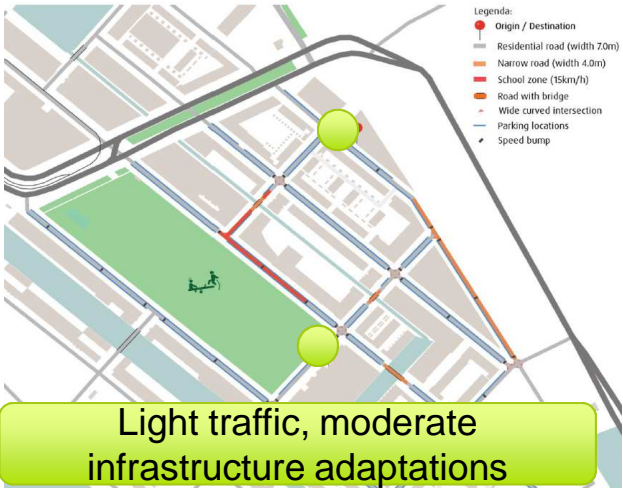 Legenda:
Origin / Destination
Residential road (width 7.0m)
Narrow road (width 4.0m)
School zone (15km/h)
Road with bridge
Wide curved intersection
Parking locations
Speed bump
Light traffic, moderate
infrastructure adaptations